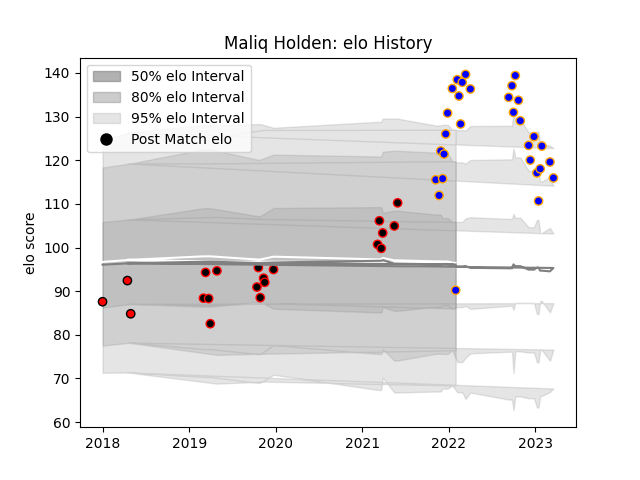 Maliq Holden: elo History
50% elo Interval
80% elo Interval
95% elo Interval
Post Match elo
elo score
140
130
120
110
100
90
80
70
60
2018
2019
2020
2021
2022
2023